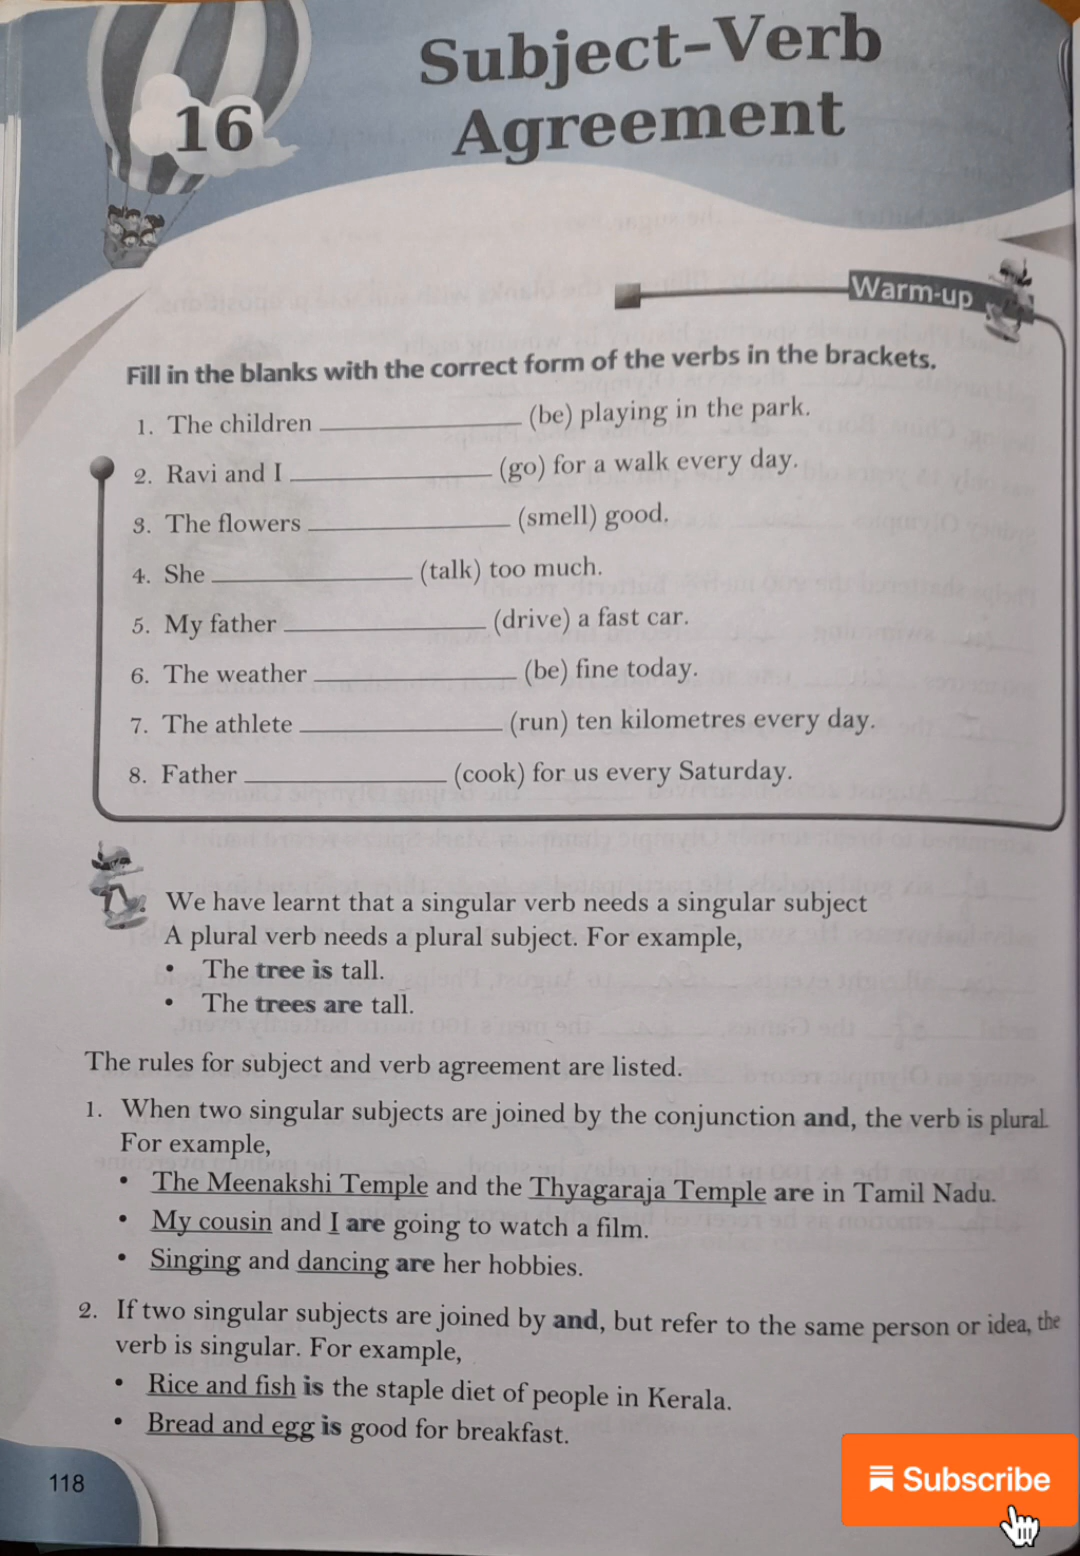 Subject-Verb
Agreement
16
Warm-up
Fill in the blanks with the correct form of the verbs in the brackets.
1. The children ______________ (be) playing in the park.
2. Ravi and I ______________ (go) for a walk every day.
3. The flowers ______________ (smell) good.
4. She ______________ (talk) too much.
5. My father ______________ (drive) a fast car.
6. The weather ______________ (be) fine today.
7. The athlete ______________ (run) ten kilometres every day.
8. Father ______________ (cook) for us every Saturday.
We have learnt that a singular verb needs a singular subject
A plural verb needs a plural subject. For example,
• The tree is tall.
• The trees are tall.
The rules for subject and verb agreement are listed.
1. When two singular subjects are joined by the conjunction and, the verb is plural.
For example,
• The Meenakshi Temple and the Thyagaraja Temple are in Tamil Nadu.
• My cousin and I are going to watch a film.
• Singing and dancing are her hobbies.
2. If two singular subjects are joined by and, but refer to the same person or idea, the
verb is singular. For example,
• Rice and fish is the staple diet of people in Kerala.
• Bread and egg is good for breakfast.
118
Subscribe